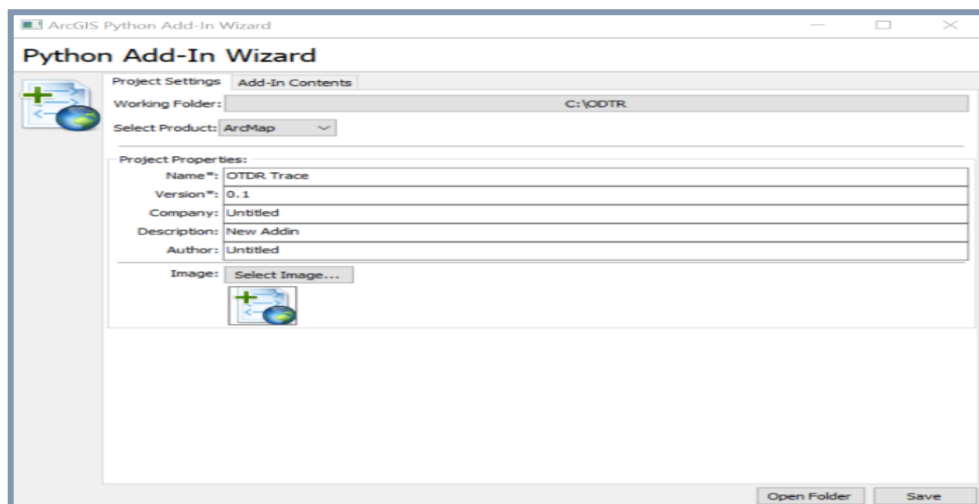 ArcGIS Python Add-In Wizard
Python Add-In Wizard
Project Settings Add-In Contents
Working Folder: C:\ODTR
Select Product: ArcMap
Project Properties:
Name*: OTDR Trace
Version*: 0.1
Company: Untitled
Description: New Addin
Author: Untitled
Image: Select Image...
Open Folder Save